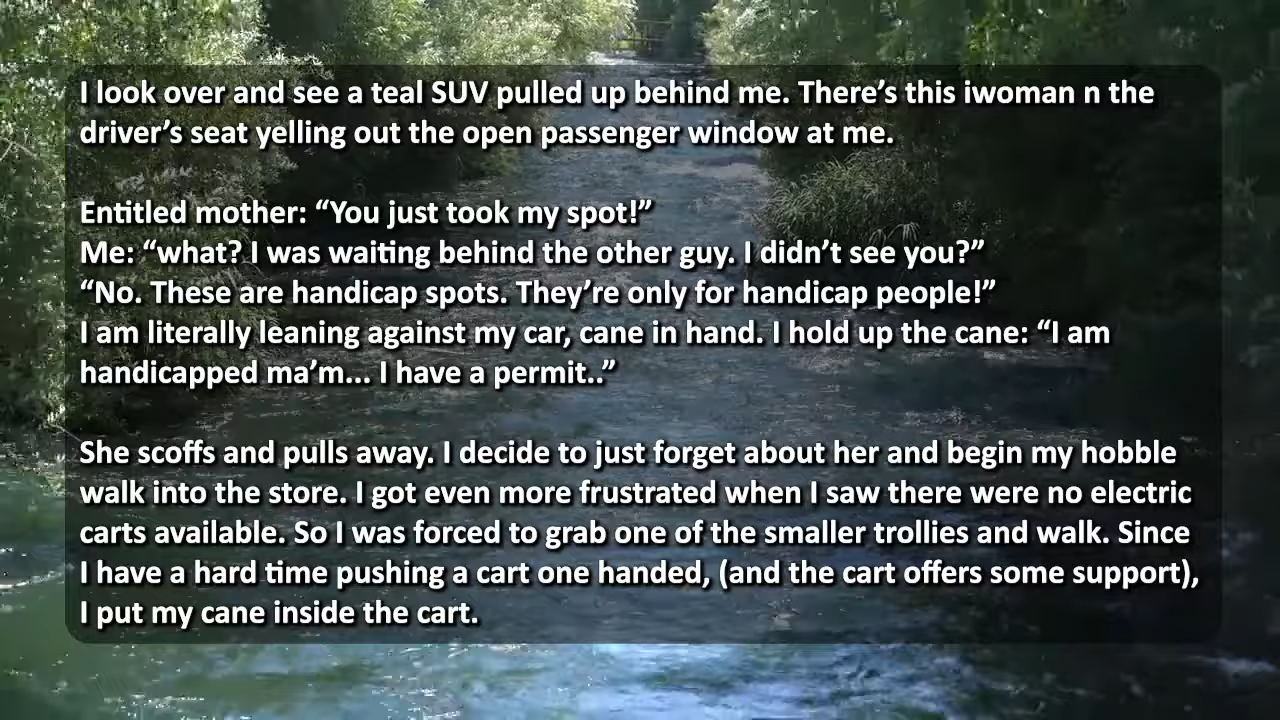 I look over and see a teal SUV pulled up behind me. There’s this iwoman n the
driver’s seat yelling out the open passenger window at me.
Entitled mother: “You just took my spot!”
Me: “what? I was waiting behind the other guy. I didn’t see you?”
“No. These are handicap spots. They’re only for handicap people!”
I am literally leaning against my car, cane in hand. I hold up the cane: “I am
handicapped ma’m... I have a permit..”
She scoffs and pulls away. I decide to just forget about her and begin my hobble
walk into the store. I got even more frustrated when I saw there were no electric
carts available. So I was forced to grab one of the smaller trollies and walk. Since
I have a hard time pushing a cart one handed, (and the cart offers some support),
I put my cane inside the cart.